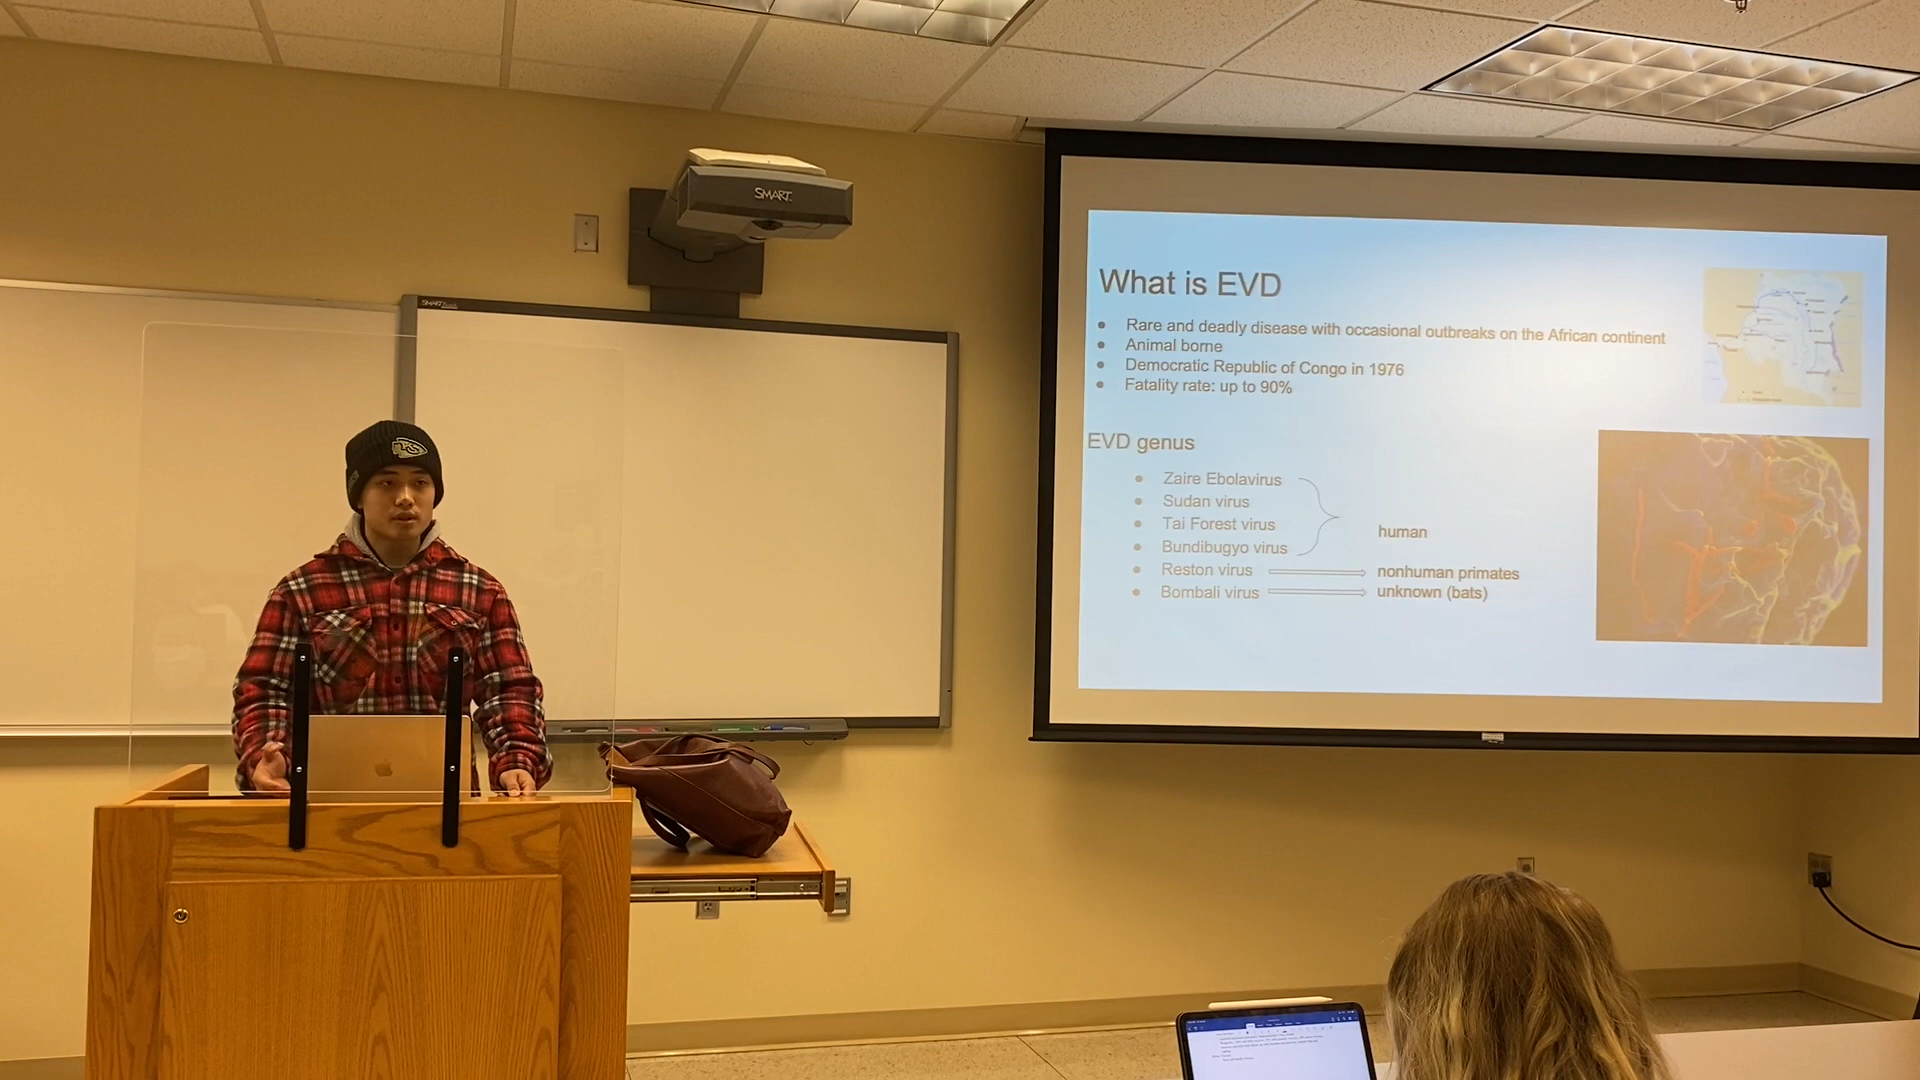 SMART
SMART
KC
What is EVD
Rare and deadly disease with occasional outbreaks on the African continent
Animal borne
Democratic Republic of Congo in 1976
Fatality rate: up to 90%
EVD genus
Zaire Ebolavirus
Sudan virus
Tai Forest virus
Bundibugyo virus
human
Reston virus
nonhuman primates
Bombali virus
unknown (bats)